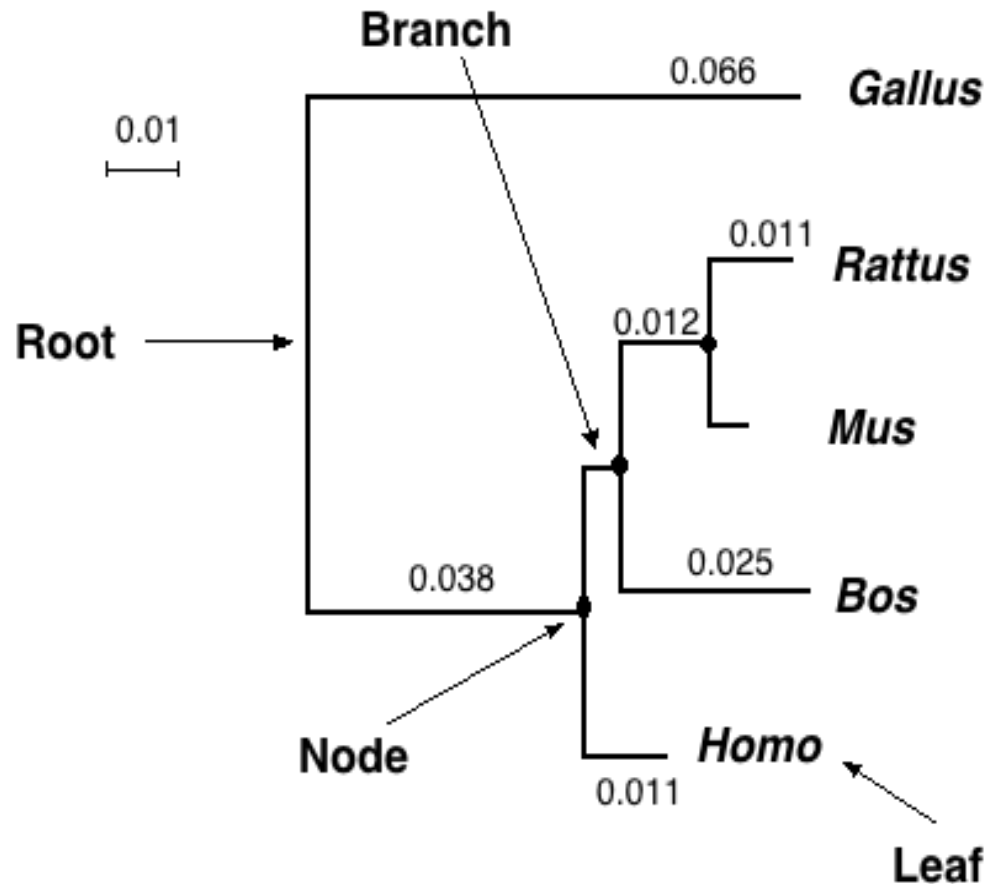 Branch
0.066
Gallus
0.01
0.011
Rattus
0.012
Root
Mus
0.025
0.038
Bos
Node
Homo
0.011
Leaf